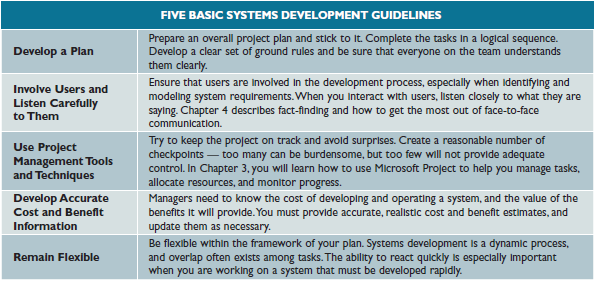 FIVE BASIC SYSTEMS DEVELOPMENT GUIDELINES
Develop a Plan
Prepare an overall project plan and stick to it. Complete the tasks in a logical sequence.
Develop a clear set of ground rules and be sure that everyone on the team understands
them clearly.
Involve Users and
Listen Carefully
to Them
Ensure that users are involved in the development process, especially when identifying and
modeling system requirements. When you interact with users, listen closely to what they are
saying. Chapter 4 describes fact-finding and how to get the most out of face-to-face
communication.
Use Project
Management Tools
and Techniques
Try to keep the project on track and avoid surprises. Create a reasonable number of
checkpoints — too many can be burdensome, but too few will not provide adequate
control. In Chapter 3, you will learn how to use Microsoft Project to help you manage tasks,
allocate resources, and monitor progress.
Develop Accurate
Cost and Benefit
Information
Managers need to know the cost of developing and operating a system, and the value of the
benefits it will provide. You must provide accurate, realistic cost and benefit estimates, and
update them as necessary.
Remain Flexible
Be flexible within the framework of your plan. Systems development is a dynamic process,
and overlap often exists among tasks. The ability to react quickly is especially important
when you are working on a system that must be developed rapidly.